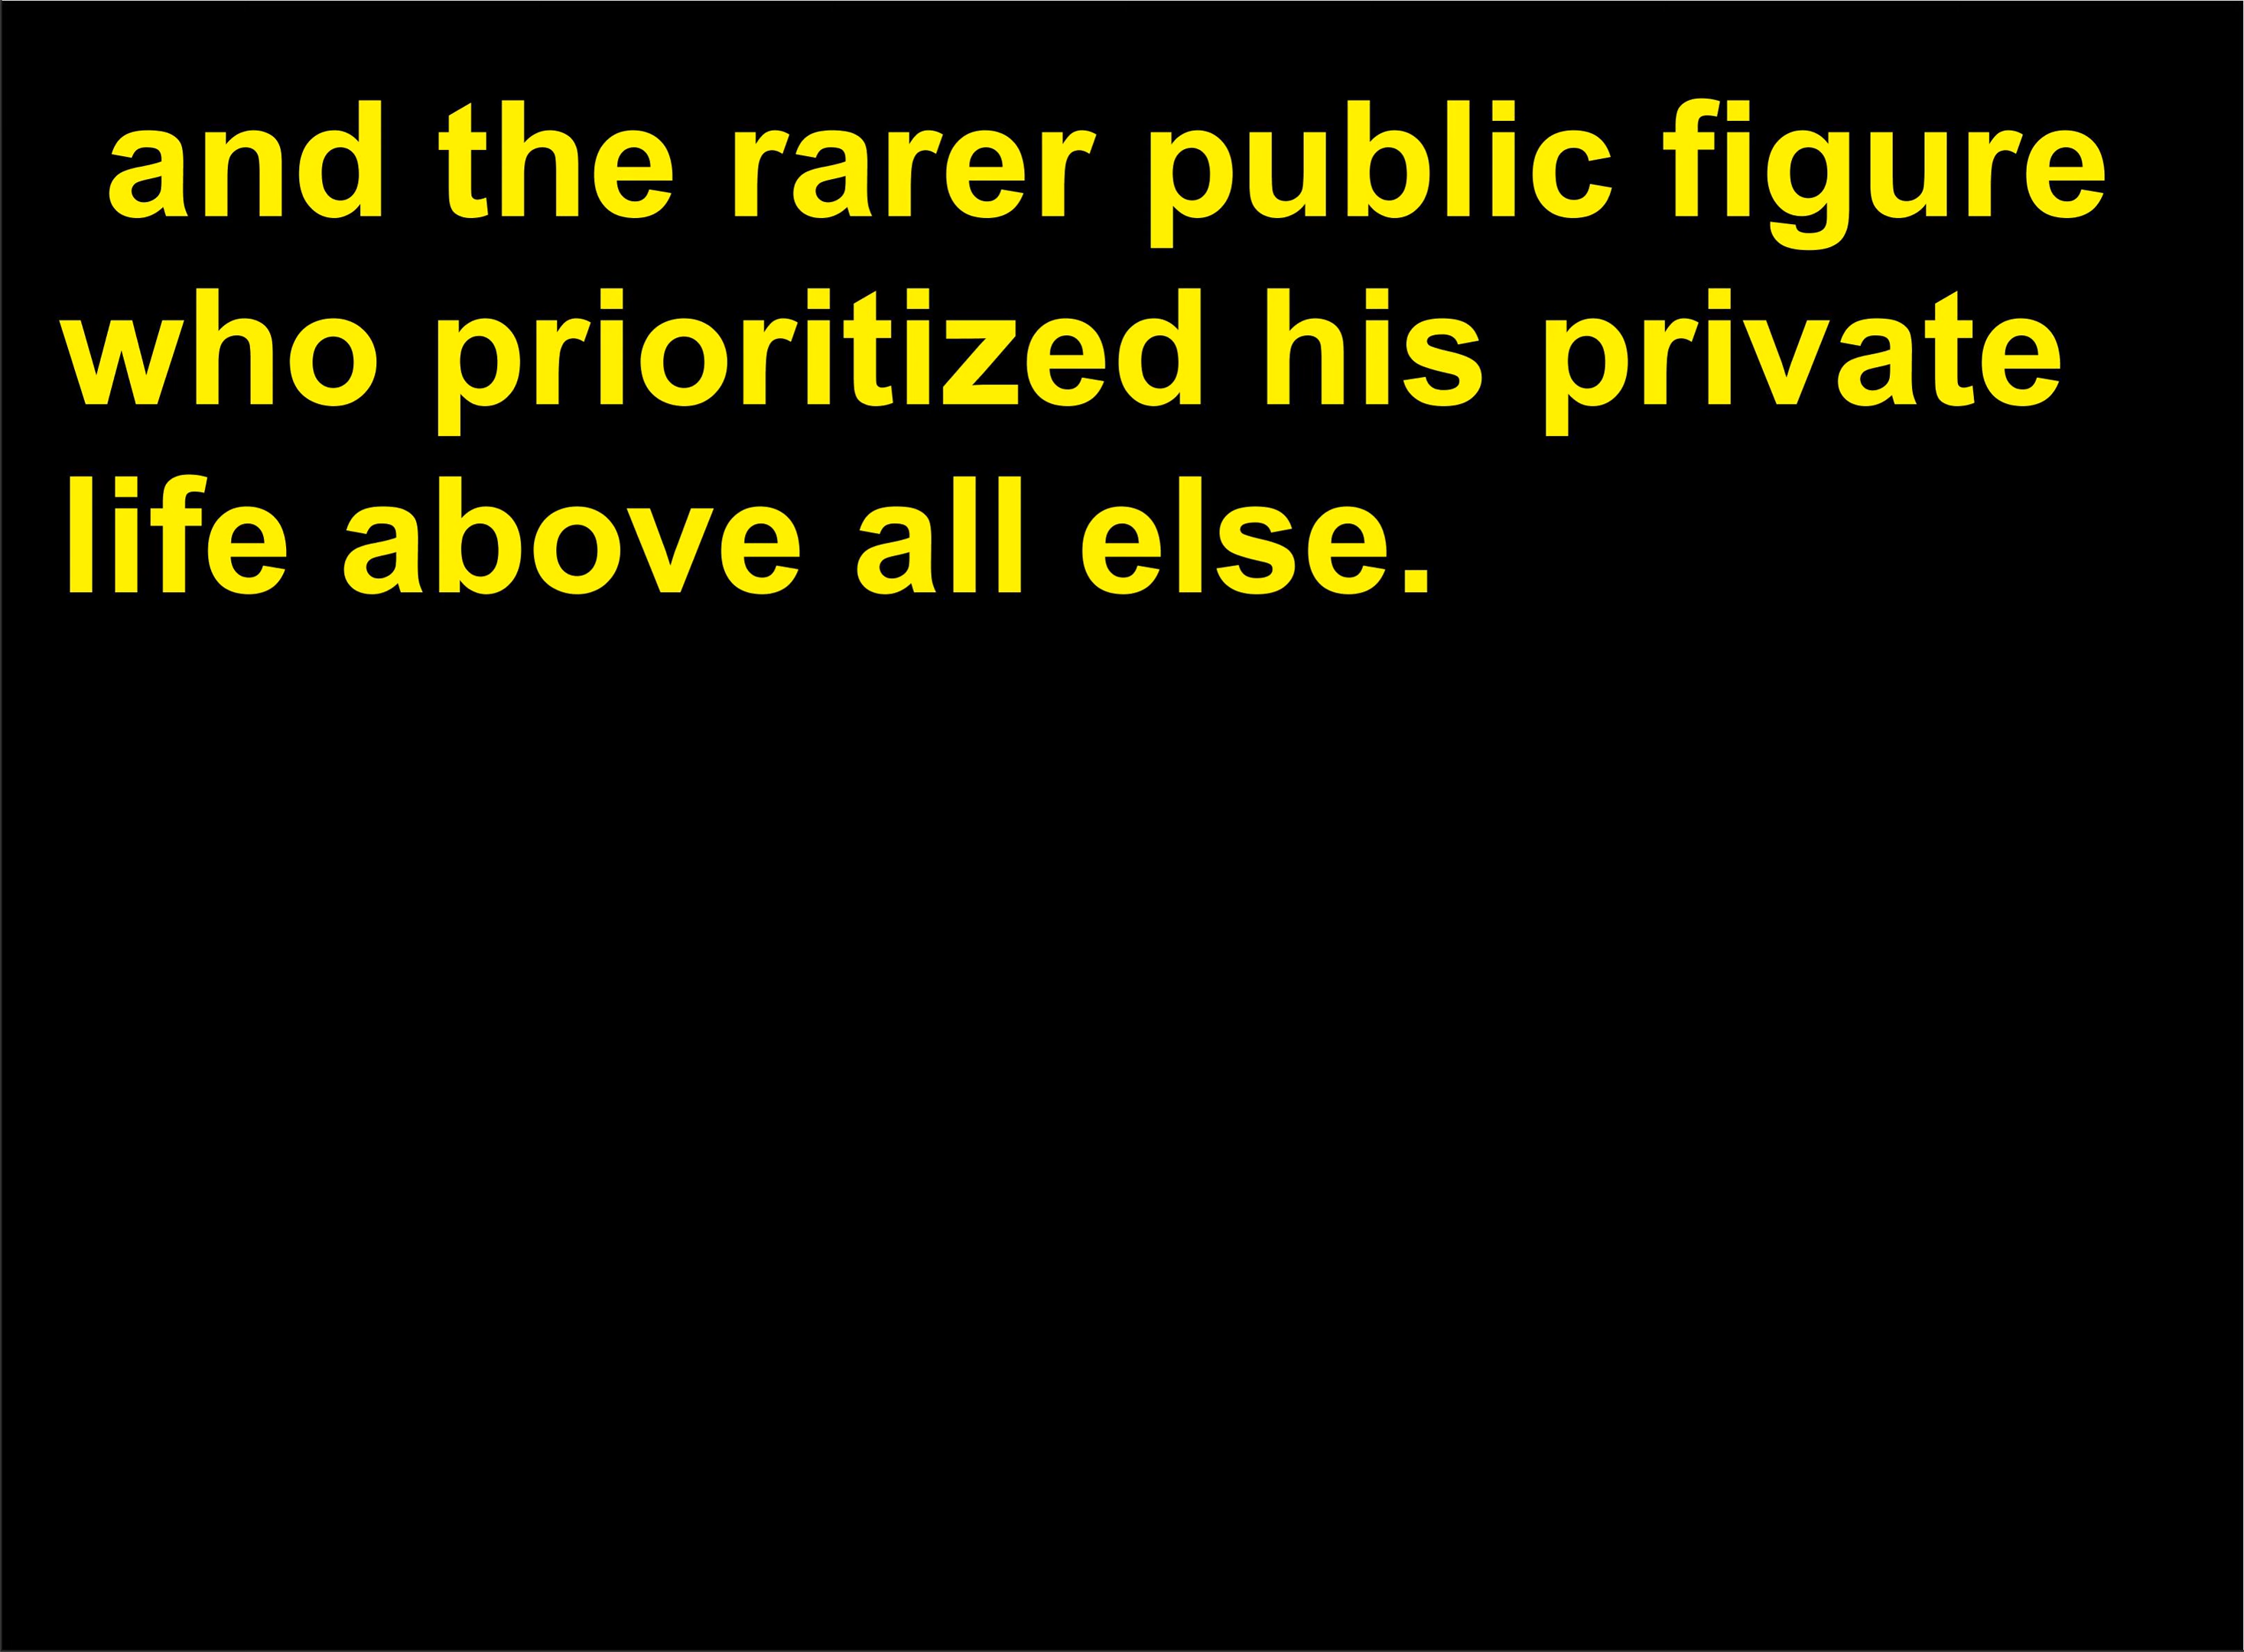 and the rarer public figure
who prioritized his private
life above all else.